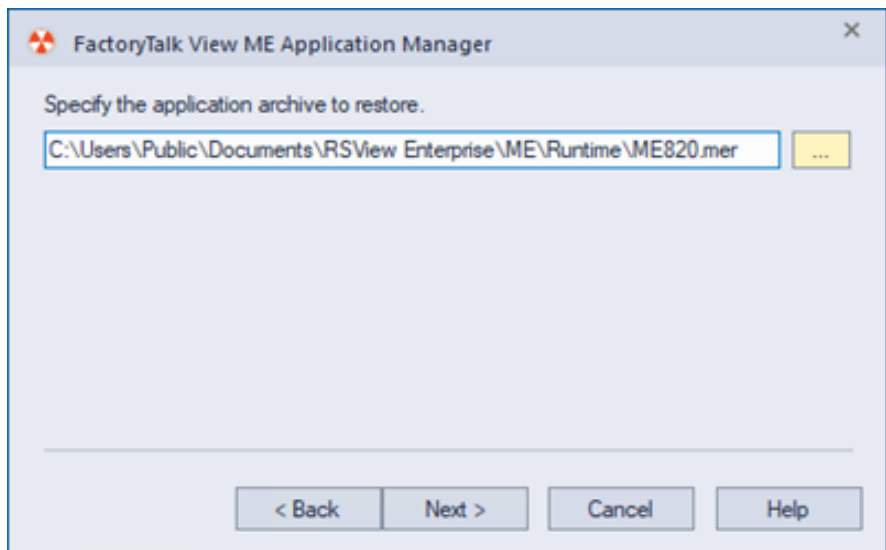 FactoryTalk View ME Application Manager
Specify the application archive to restore.
C:\Users\Public\Documents\RSView Enterprise\ME\Runtime\ME820.mer
...
< Back
Next >
Cancel
Help